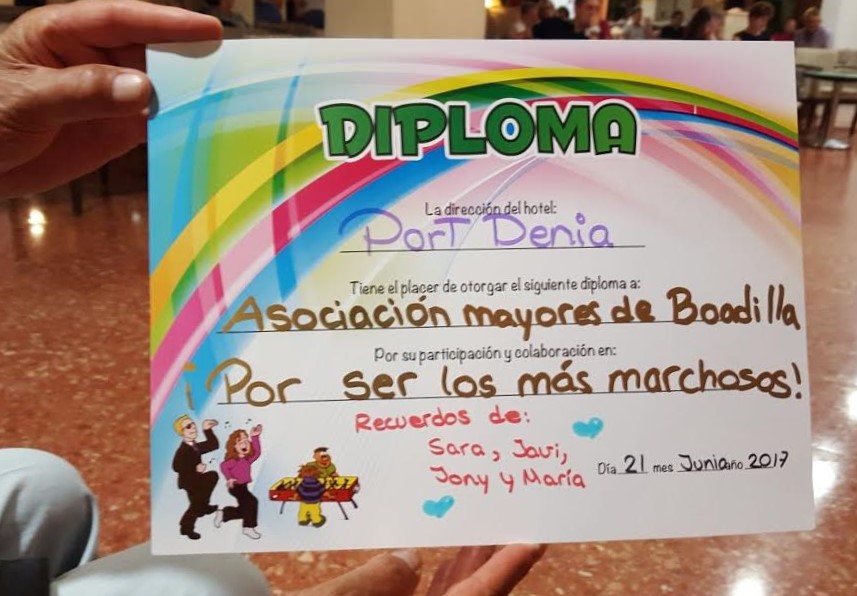 DIPLOMA
La dirección del hotel:
Port Denia
Tiene el placer de otorgar el siguiente diploma a:
Asociación mayores de Boadilla
Por su participación y colaboración en:
¡Por ser los más marchosos!
Recuerdos de:
Sara, Javi,
Jony y María
Día 21 mes Junio año 2017